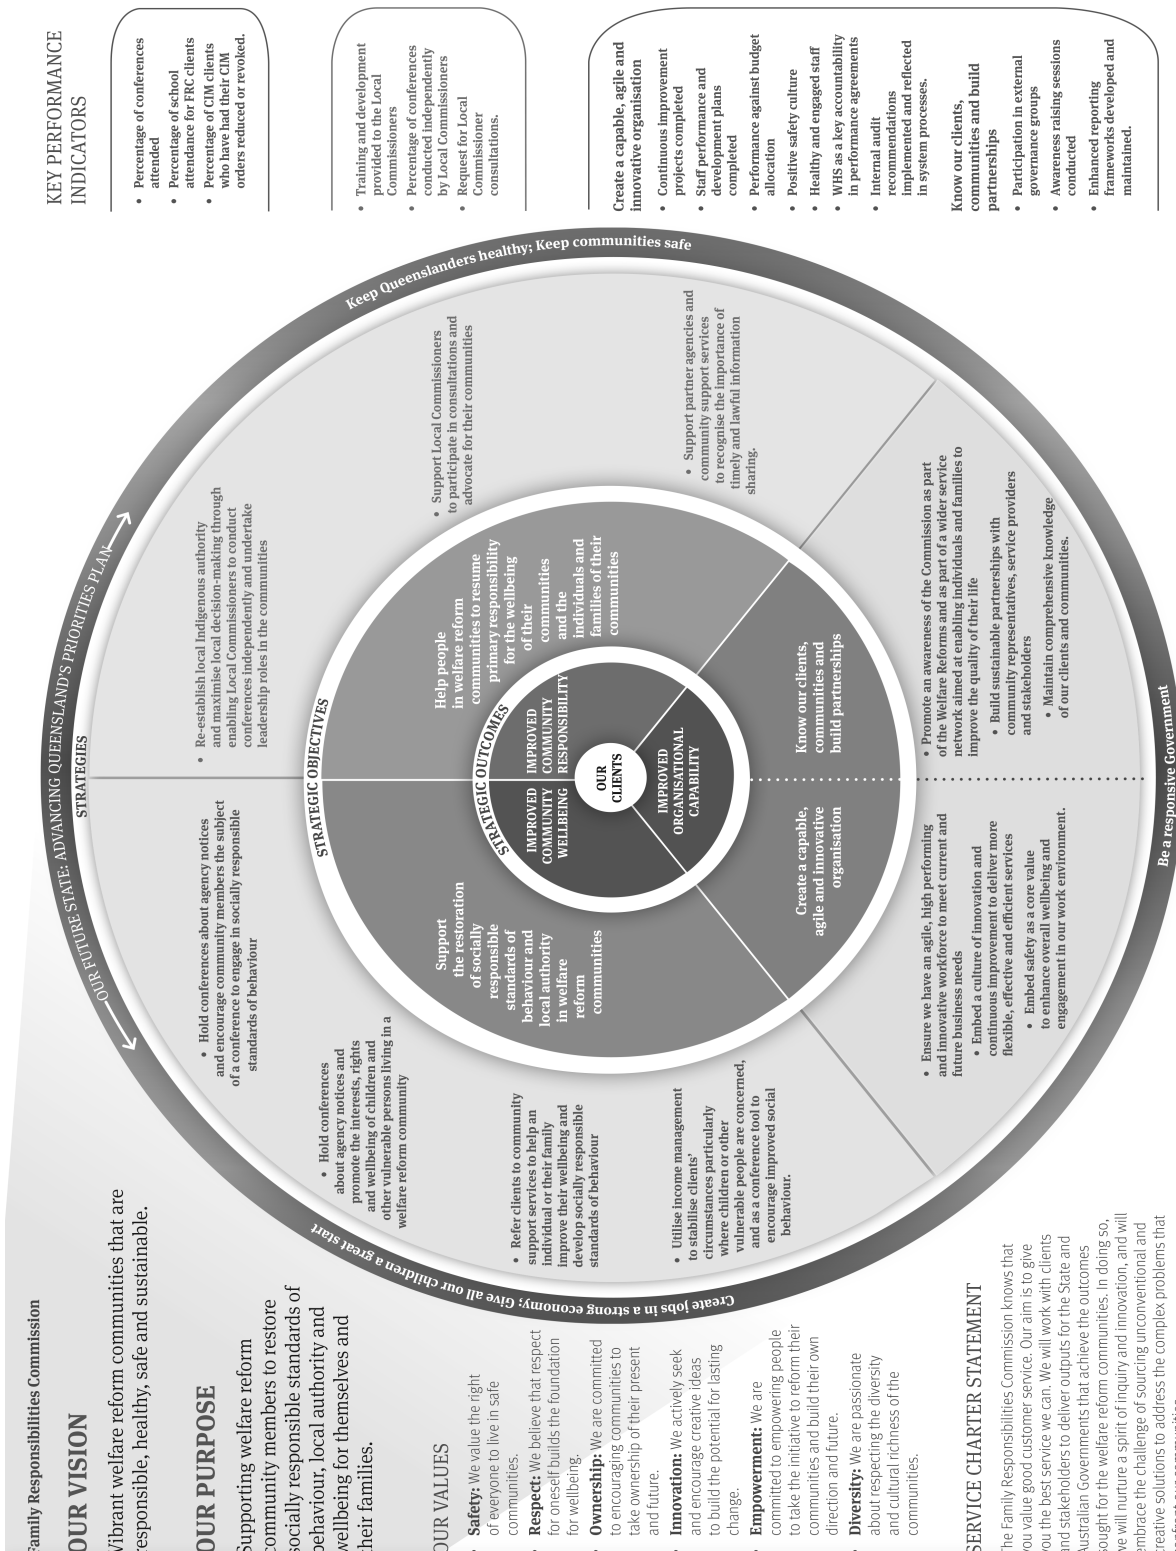 Family Responsibilities Commission
OUR VISION
Vibrant welfare reform communities that are
responsible, healthy, safe and sustainable.
OUR PURPOSE
Supporting welfare reform
community members to restore
socially responsible standards of
behaviour, local authority and
wellbeing for themselves and
their families.
OUR VALUES
• Safety: We value the right
of everyone to live in safe
communities.
• Respect: We believe that respect
for oneself builds the foundation
for wellbeing.
• Ownership: We are committed
to encouraging communities to
take ownership of their present
and future.
• Innovation: We actively seek
and encourage creative ideas
to build the potential for lasting
change.
• Empowerment: We are
committed to empowering people
to take the initiative to reform their
communities and build their own
direction and future.
• Diversity: We are passionate
about respecting the diversity
and cultural richness of the
communities.
SERVICE CHARTER STATEMENT
The Family Responsibilities Commission knows that
you value good customer service. Our aim is to give
you the best service we can. We will work with clients
and stakeholders to deliver outputs for the State and
Australian Governments that achieve the outcomes
sought for the welfare reform communities. In doing so,
we will nurture a spirit of inquiry and innovation, and will
embrace the challenge of sourcing unconventional and
creative solutions to address the complex problems that
OUR FUTURE STATE: ADVANCING QUEENSLAND'S PRIORITIES PLAN
Create jobs in a strong economy; Give all our children a great start
Keep Queenslanders healthy; Keep communities safe
Be a responsive Government
STRATEGIES
• Hold conferences about agency notices
and encourage community members the subject
of a conference to engage in socially responsible
standards of behaviour
• Hold conferences
about agency notices and
promote the interests, rights
and wellbeing of children and
other vulnerable persons living in a
welfare reform community
• Refer clients to community
support services to help an
individual or their family
improve their wellbeing and
develop socially responsible
standards of behaviour
• Utilise income management
to stabilise clients'
circumstances particularly
where children or other
vulnerable people are concerned,
and as a conference tool to
encourage improved social
behaviour.
• Re-establish local Indigenous authority
and maximise local decision-making through
enabling Local Commissioners to conduct
conferences independently and undertake
leadership roles in the communities
• Support Local Commissioners
to participate in consultations and
advocate for their communities
• Support partner agencies and
community support services
to recognise the importance of
timely and lawful information
sharing.
• Ensure we have an agile, high performing
and innovative workforce to meet current and
future business needs
• Embed a culture of innovation and
continuous improvement to deliver more
flexible, effective and efficient services
• Embed safety as a core value
to enhance overall wellbeing and
engagement in our work environment.
• Promote an awareness of the Commission as part
of the Welfare Reforms and as part of a wider service
network aimed at enabling individuals and families to
improve the quality of their life
• Build sustainable partnerships with
community representatives, service providers
and stakeholders
• Maintain comprehensive knowledge
of our clients and communities.
STRATEGIC OBJECTIVES
Support
the restoration
of socially
responsible
standards of
behaviour and
local authority
in welfare
reform
communities
Help people
in welfare reform
communities to resume
primary responsibility
for the wellbeing
of their
communities
and the
individuals and
families of their
communities
Create a capable,
agile and innovative
organisation
Know our clients,
communities and
build partnerships
STRATEGIC OUTCOMES
IMPROVED
COMMUNITY
WELLBEING
IMPROVED
COMMUNITY
RESPONSIBILITY
IMPROVED
ORGANISATIONAL
CAPABILITY
OUR
CLIENTS
KEY PERFORMANCE
INDICATORS
• Percentage of conferences
attended
• Percentage of school
attendance for FRC clients
• Percentage of CIM clients
who have had their CIM
orders reduced or revoked.
• Training and development
provided to the Local
Commissioners
• Percentage of conferences
conducted independently
by Local Commissioners
• Request for Local
Commissioner
consultations.
Create a capable, agile and
innovative organisation
• Continuous improvement
projects completed
• Staff performance and
development plans
completed
• Performance against budget
allocation
• Positive safety culture
• Healthy and engaged staff
• WHS as a key accountability
in performance agreements
• Internal audit
recommendations
implemented and reflected
in system processes.
Know our clients,
communities and build
partnerships
• Participation in external
governance groups
• Awareness raising sessions
conducted
• Enhanced reporting
frameworks developed and
maintained.